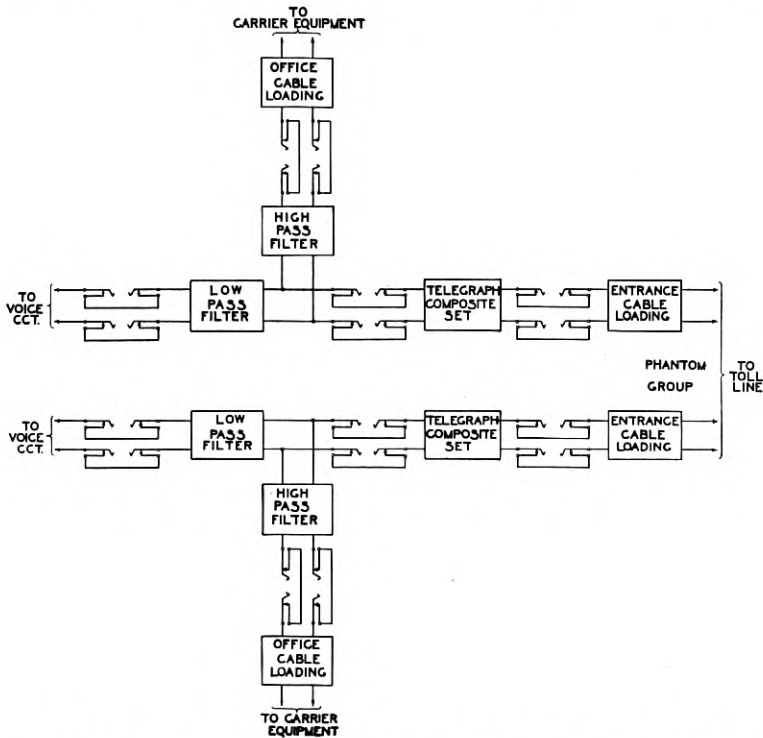 TO
CARRIER EQUIPMENT
OFFICE
CABLE
LOADING
HIGH
PASS
FILTER
TO
VOICE
CCT.
LOW
PASS
FILTER
TELEGRAPH
COMPOSITE
SET
ENTRANCE
CABLE
LOADING
PHANTOM
GROUP
TO
TOLL
LINE
TO
VOICE
CCT.
LOW
PASS
FILTER
TELEGRAPH
COMPOSITE
SET
ENTRANCE
CABLE
LOADING
HIGH
PASS
FILTER
OFFICE
CABLE
LOADING
TO CARRIER
EQUIPMENT